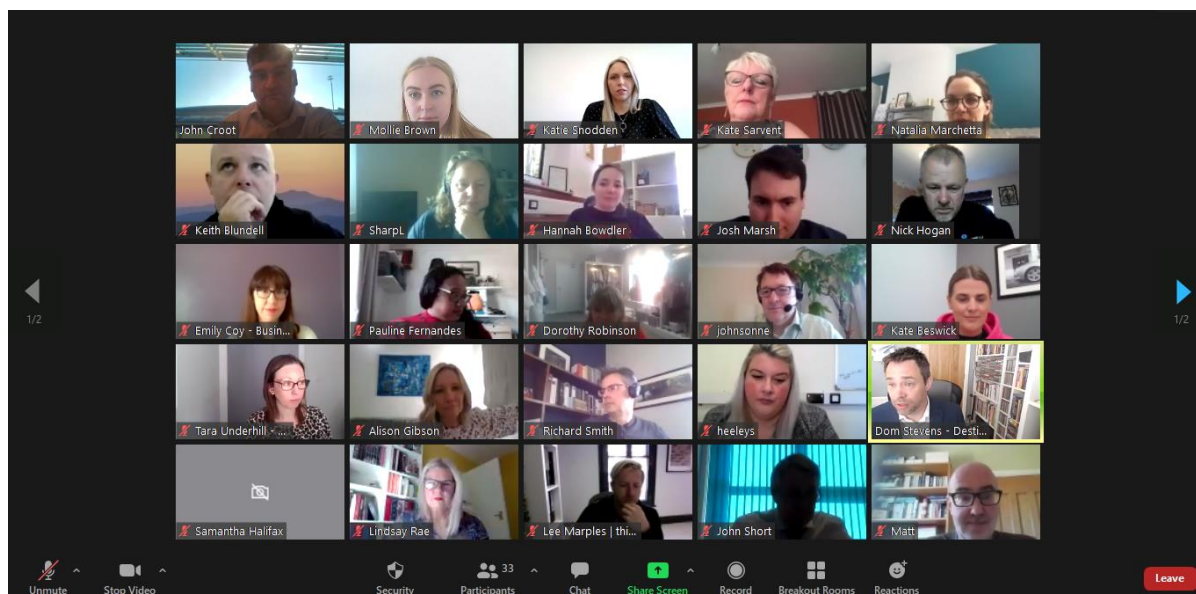 John Croot
Mollie Brown
Katie Snodden
Kate Sarvent
Natalia Marchetta
Keith Blundell
SharpL
Hannah Bowdler
Josh Marsh
Nick Hogan
Emily Coy - Busin...
Pauline Fernandes
Dorothy Robinson
johnsonne
Kate Beswick
Tara Underhill - ...
Alison Gibson
Richard Smith
heeleys
Dom Stevens - Desti...
Samantha Halifax
Lindsay Rae
Lee Marples | thi...
John Short
Matt
1/2
1/2
33
Unmute
Stop Video
Security
Participants
Chat
Share Screen
Record
Breakout Rooms
Reactions
Leave